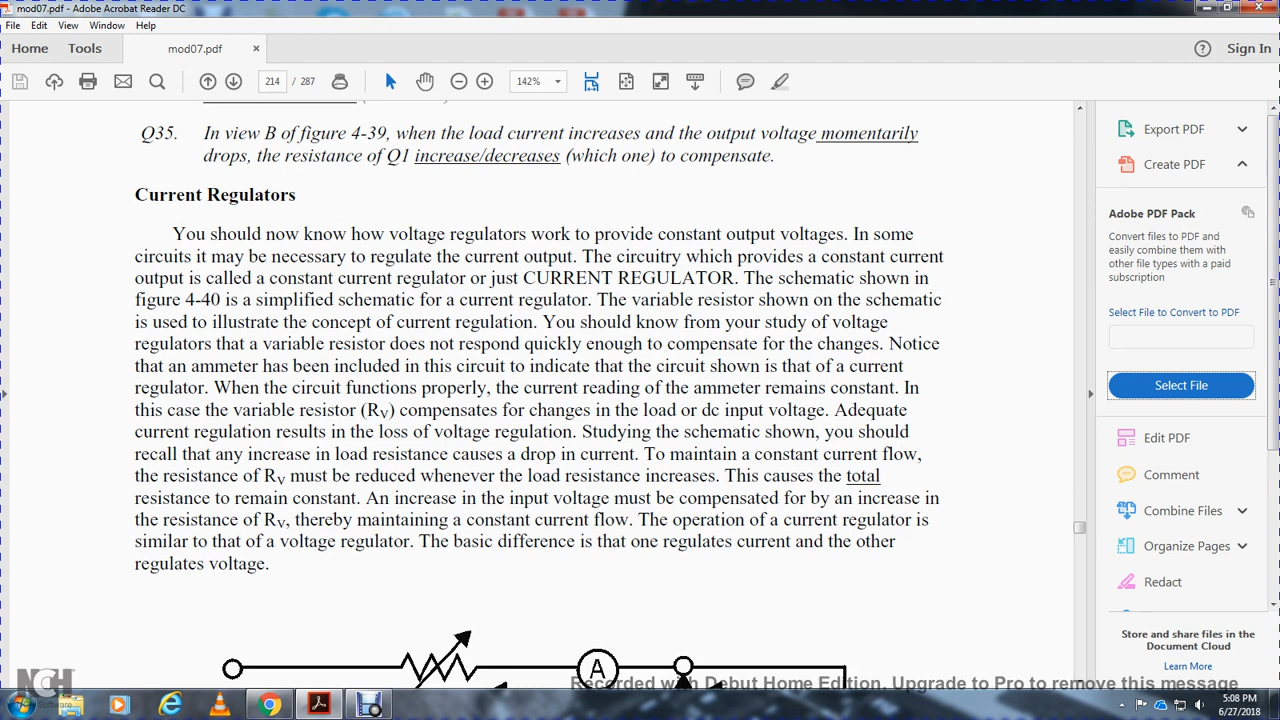 mod07.pdf - Adobe Acrobat Reader DC
File Edit View Window Help
Home Tools mod07.pdf × ? Sign In
214 / 287 142%
Q35. In view B of figure 4-39, when the load current increases and the output voltage momentarily
drops, the resistance of Q1 increase/decreases (which one) to compensate.
Current Regulators
You should now know how voltage regulators work to provide constant output voltages. In some
circuits it may be necessary to regulate the current output. The circuitry which provides a constant current
output is called a constant current regulator or just CURRENT REGULATOR. The schematic shown in
figure 4-40 is a simplified schematic for a current regulator. The variable resistor shown on the schematic
is used to illustrate the concept of current regulation. You should know from your study of voltage
regulators that a variable resistor does not respond quickly enough to compensate for the changes. Notice
that an ammeter has been included in this circuit to indicate that the circuit shown is that of a current
regulator. When the circuit functions properly, the current reading of the ammeter remains constant. In
this case the variable resistor (RV) compensates for changes in the load or dc input voltage. Adequate
current regulation results in the loss of voltage regulation. Studying the schematic shown, you should
recall that any increase in load resistance causes a drop in current. To maintain a constant current flow,
the resistance of RV must be reduced whenever the load resistance increases. This causes the total
resistance to remain constant. An increase in the input voltage must be compensated for by an increase in
the resistance of RV, thereby maintaining a constant current flow. The operation of a current regulator is
similar to that of a voltage regulator. The basic difference is that one regulates current and the other
regulates voltage.
A
Export PDF
Create PDF
Adobe PDF Pack
Convert files to PDF and
easily combine them with
other file types with a paid
subscription
Select File to Convert to PDF
Select File
Edit PDF
Comment
Combine Files
Organize Pages
Redact
Store and share files in the
Document Cloud
Learn More
NCH
Software
Recorded with Debut Home Edition. Upgrade to Pro to remove this message
5:08 PM
6/27/2018